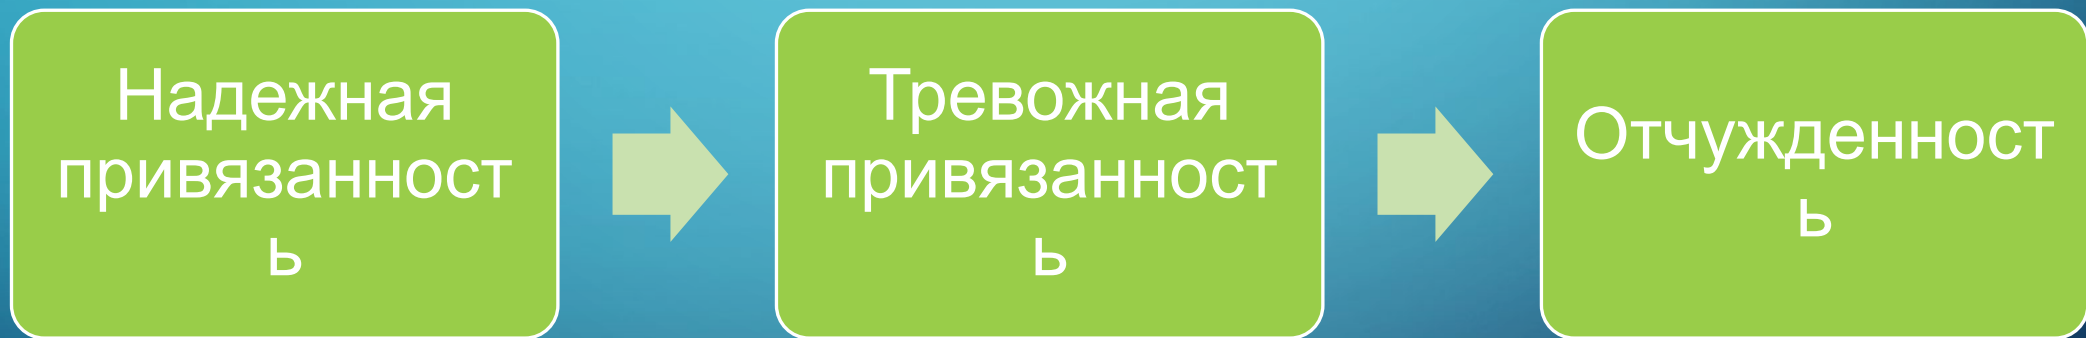 Надежная
привязанност
ь
Тревожная
привязанност
ь
Отчужденност
ь